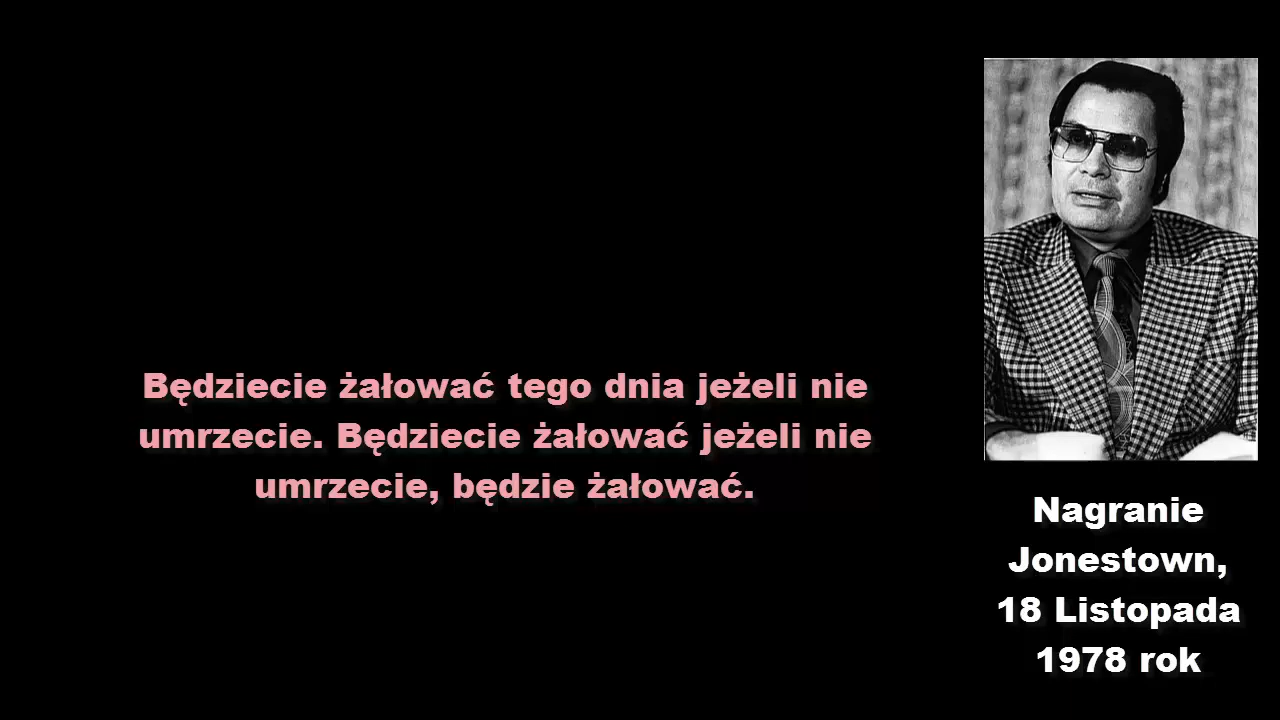 Będziecie żałować tego dnia jeżeli nie
umrzecie. Będziecie żałować jeżeli nie
umrzecie, będzie żałować.
Nagranie
Jonestown,
18 Listopada
1978 rok